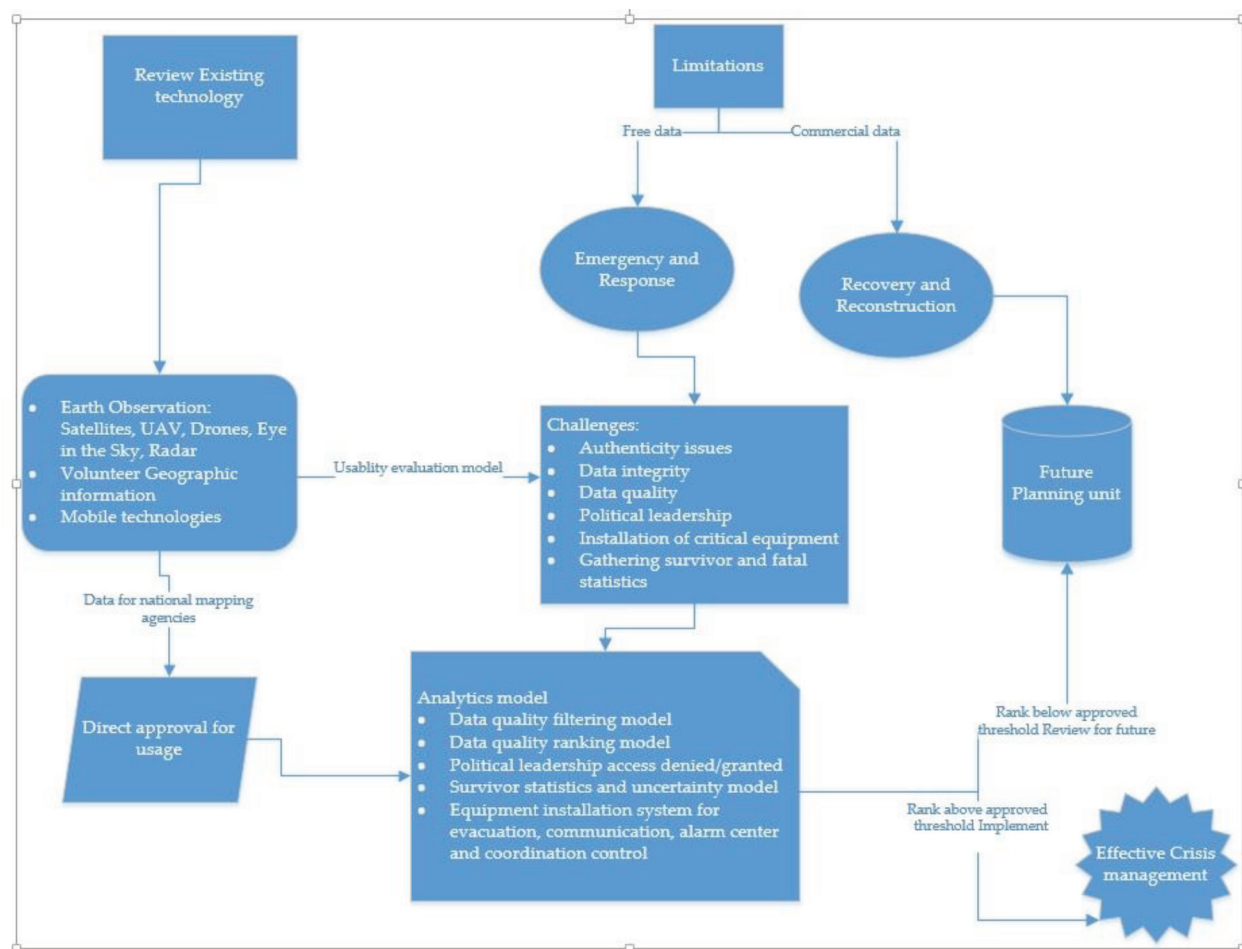 Review Existing
technology
Limitations
Free data
Commercial data
Emergency and
Response
Recovery and
Reconstruction
• Earth Observation:
Satellites, UAV, Drones, Eye
in the Sky, Radar
• Volunteer Geographic
information
• Mobile technologies
Usablity evaluation model
Challenges:
• Authenticity issues
• Data integrity
• Data quality
• Political leadership
• Installation of critical equipment
• Gathering survivor and fatal
statistics
Future
Planning unit
Data for national mapping
agencies
Direct approval for
usage
Analytics model
• Data quality filtering model
• Data quality ranking model
• Political leadership access denied/granted
• Survivor statistics and uncertainty model
• Equipment installation system for
evacuation, communication, alarm center
and coordination control
Rank below approved
threshold Review for future
Rank above approved
threshold Implement
Effective Crisis
management